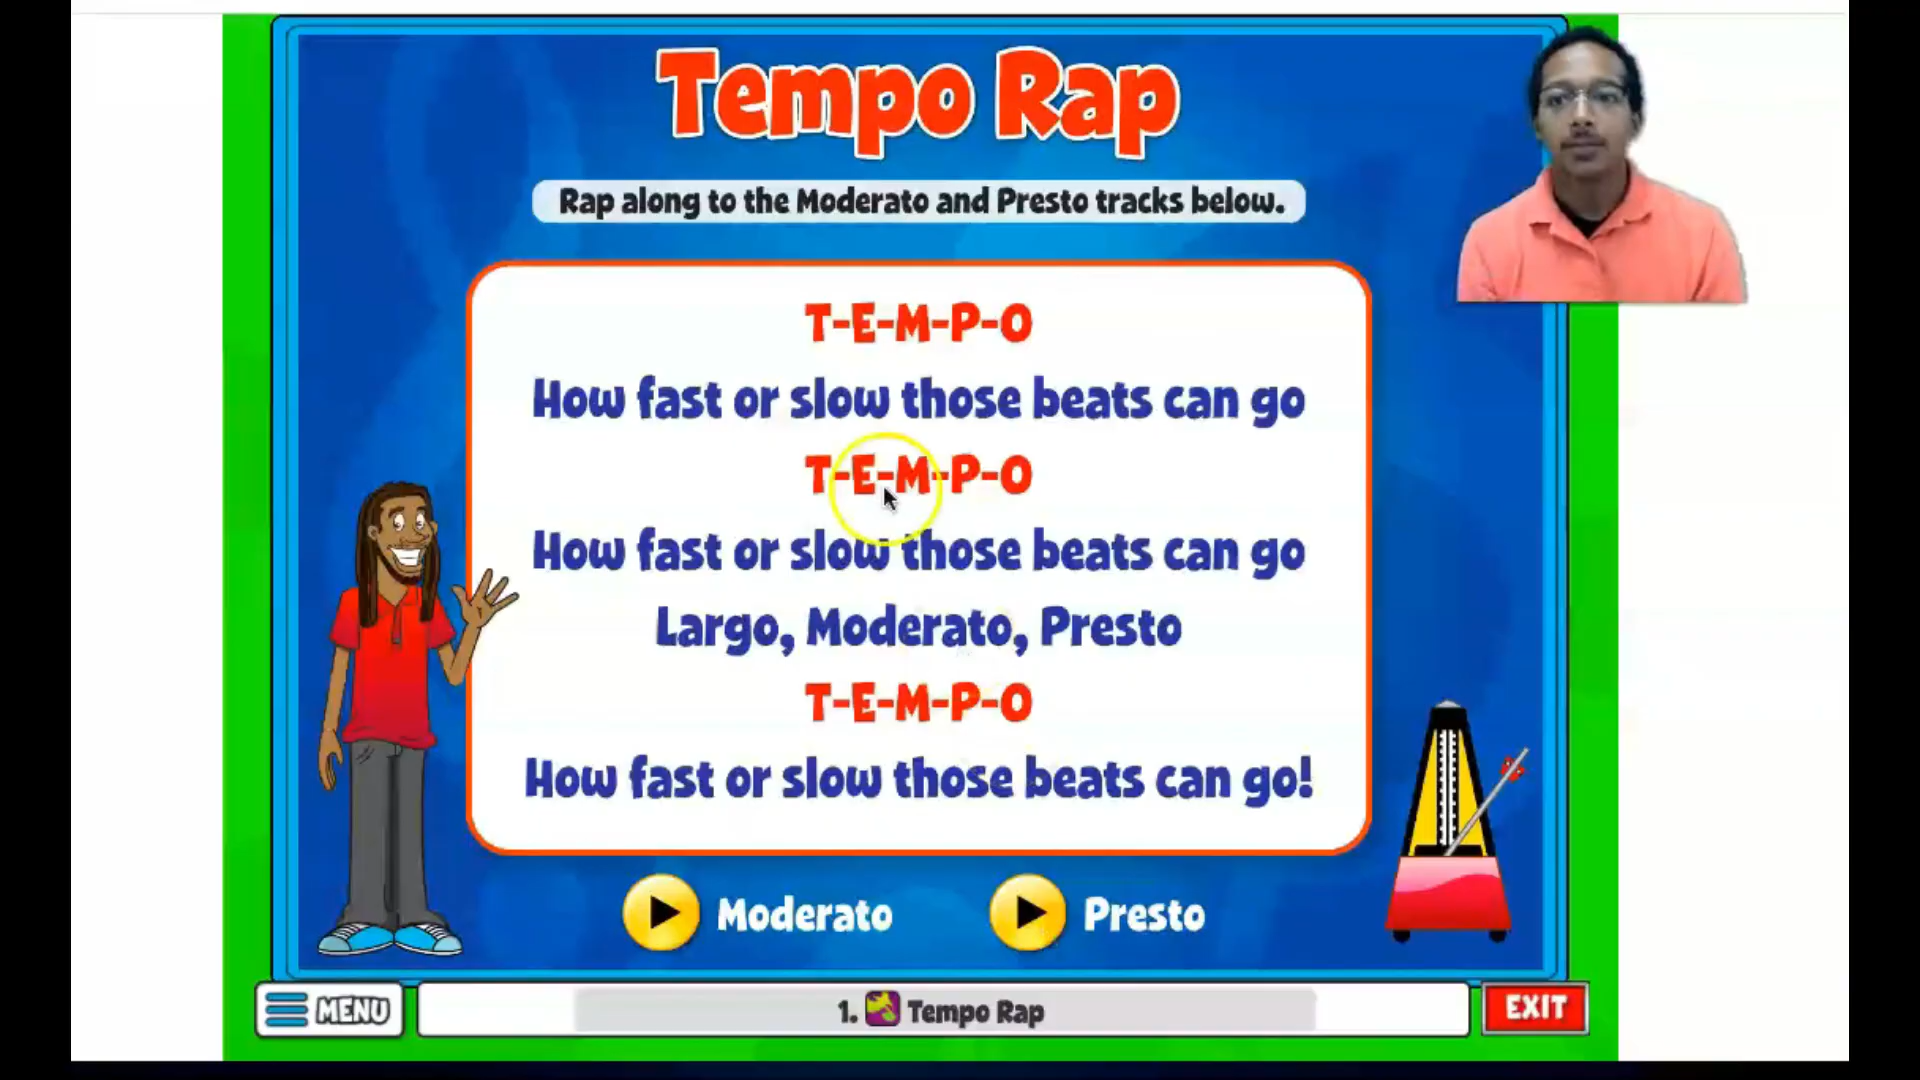 Tempo Rap
Rap along to the Moderato and Presto tracks below.
T-E-M-P-O
How fast or slow those beats can go
T-E-M-P-O
How fast or slow those beats can go
Largo, Moderato, Presto
T-E-M-P-O
How fast or slow those beats can go!
Moderato
Presto
MENU
1. Tempo Rap
EXIT